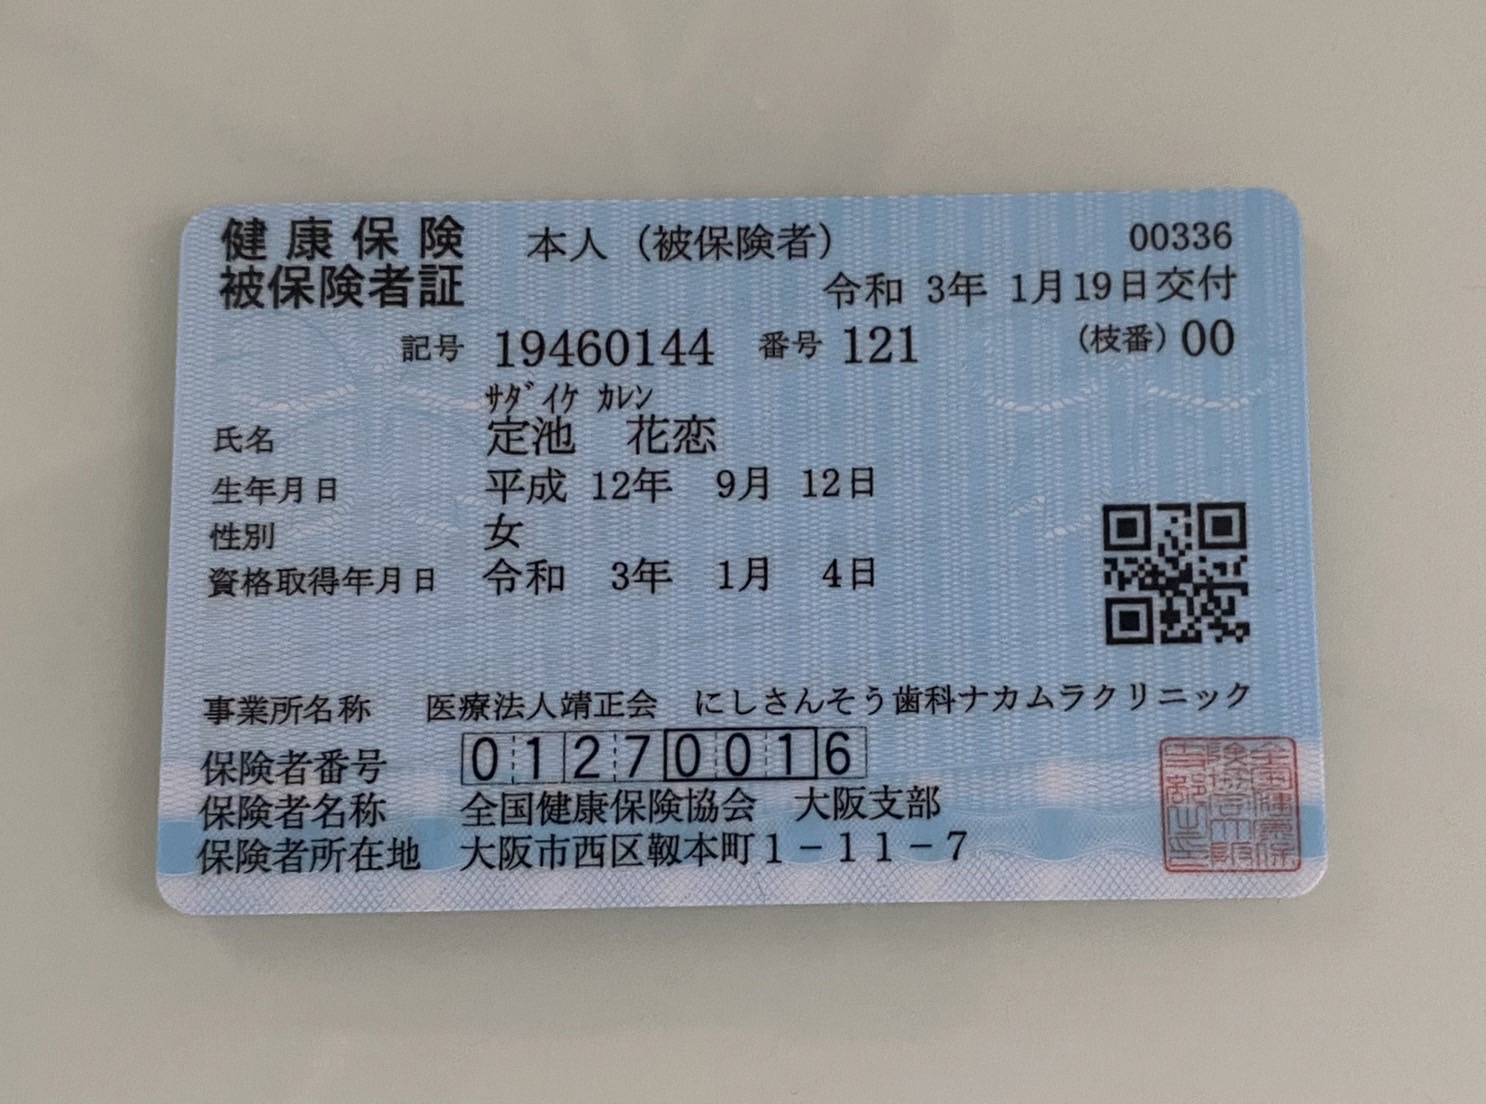 健康保険 本人（被保険者） 00336
被保険者証 令和 3年 1月19日交付
記号 19460144 番号 121 （枝番）00
ｻﾀﾞｲｹ ｶﾚﾝ
氏名 定池 花恋
生年月日 平成 12年 9月 12日
性別 女
資格取得年月日 令和 3年 1月 4日
事業所名称 医療法人靖正会 にしさんそう歯科ナカムラクリニック
保険者番号 01270016
保険者名称 全国健康保険協会 大阪支部
保険者所在地 大阪市西区靱本町１－１１－７